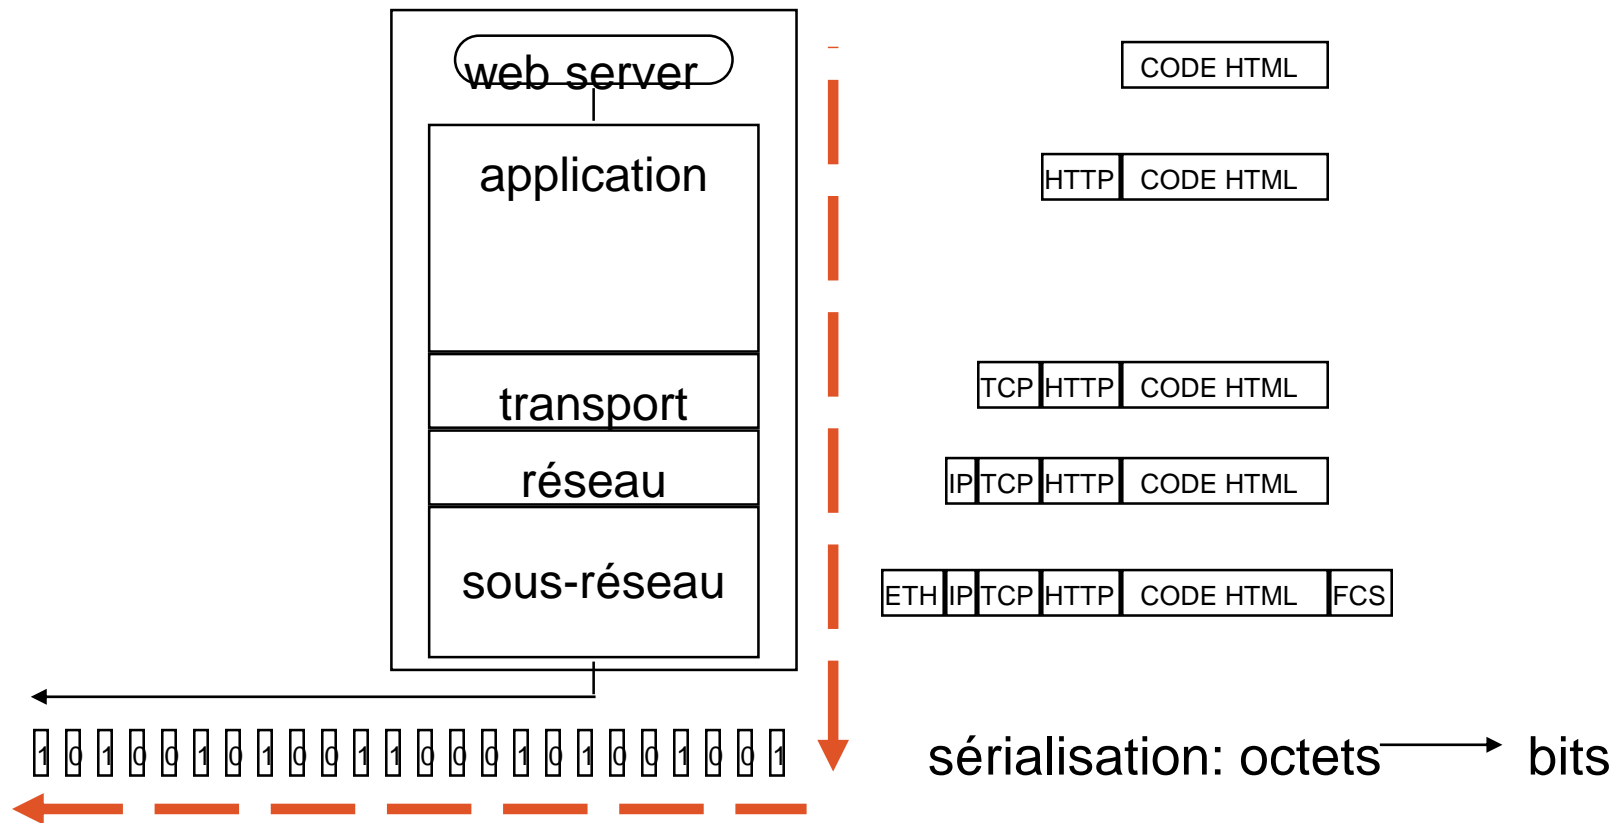 web server
CODE HTML
application
HTTP CODE HTML
transport
TCP HTTP CODE HTML
réseau
IP TCP HTTP CODE HTML
sous-réseau
ETH IP TCP HTTP CODE HTML FCS
1 0 1 0 0 1 0 1 0 0 1 1 0 0 0 1 0 1 0 0 1 0 0 1
sérialisation: octets bits